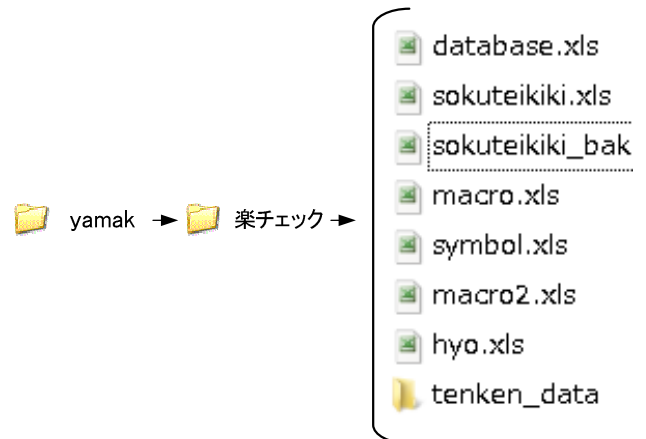 yamak
楽チェック
database.xls
sokuteikiki.xls
sokuteikiki_bak
macro.xls
symbol.xls
macro2.xls
hyo.xls
tenken_data